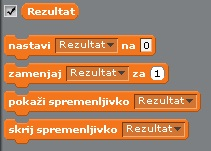 Rezultat
nastavi Rezultat na 0
zamenjaj Rezultat za 1
pokaži spremenljivko Rezultat
skrij spremenljivko Rezultat